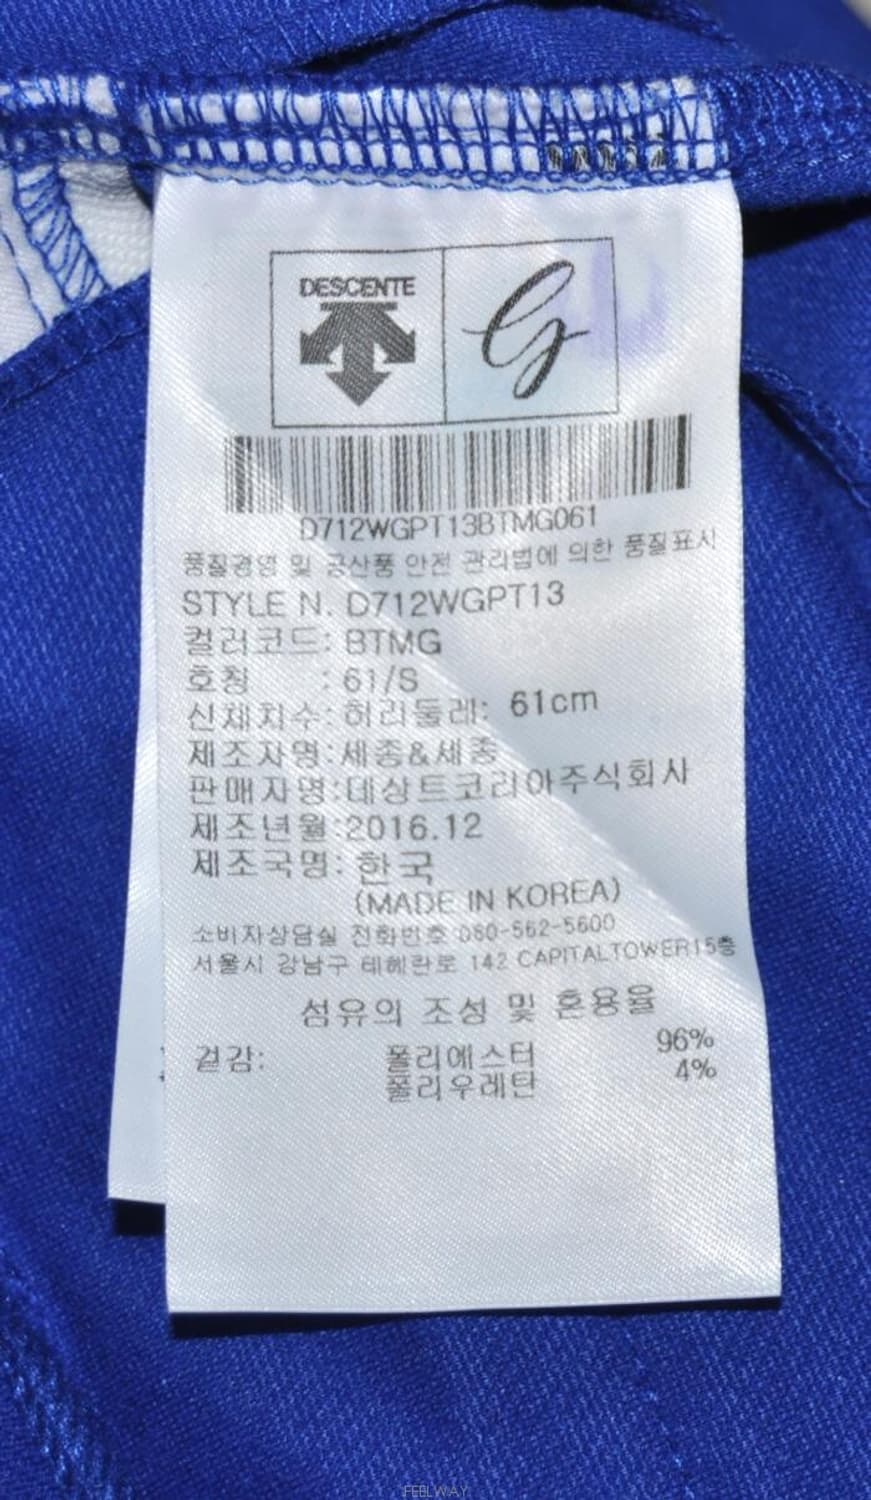 DESCENTE
G
D712WGPT13BTMG061
품질경영 및 공산품 안전 관리법에 의한 품질표시
STYLE N. D712WGPT13
컬러코드: BTMG
호칭 : 61/S
신체치수: 허리둘레: 61cm
제조자명:세종&세종
판매자명:데상트코리아주식회사
제조년월:2016.12
제조국명: 한국
(MADE IN KOREA)
소비자상담실 전화번호 080-562-5600
서울시 강남구 테헤란로 142 CAPITALTOWER15층
섬유의 조성 및 혼용율
겉감: 폴리에스터 96%
폴리우레탄 4%
FEELWAY